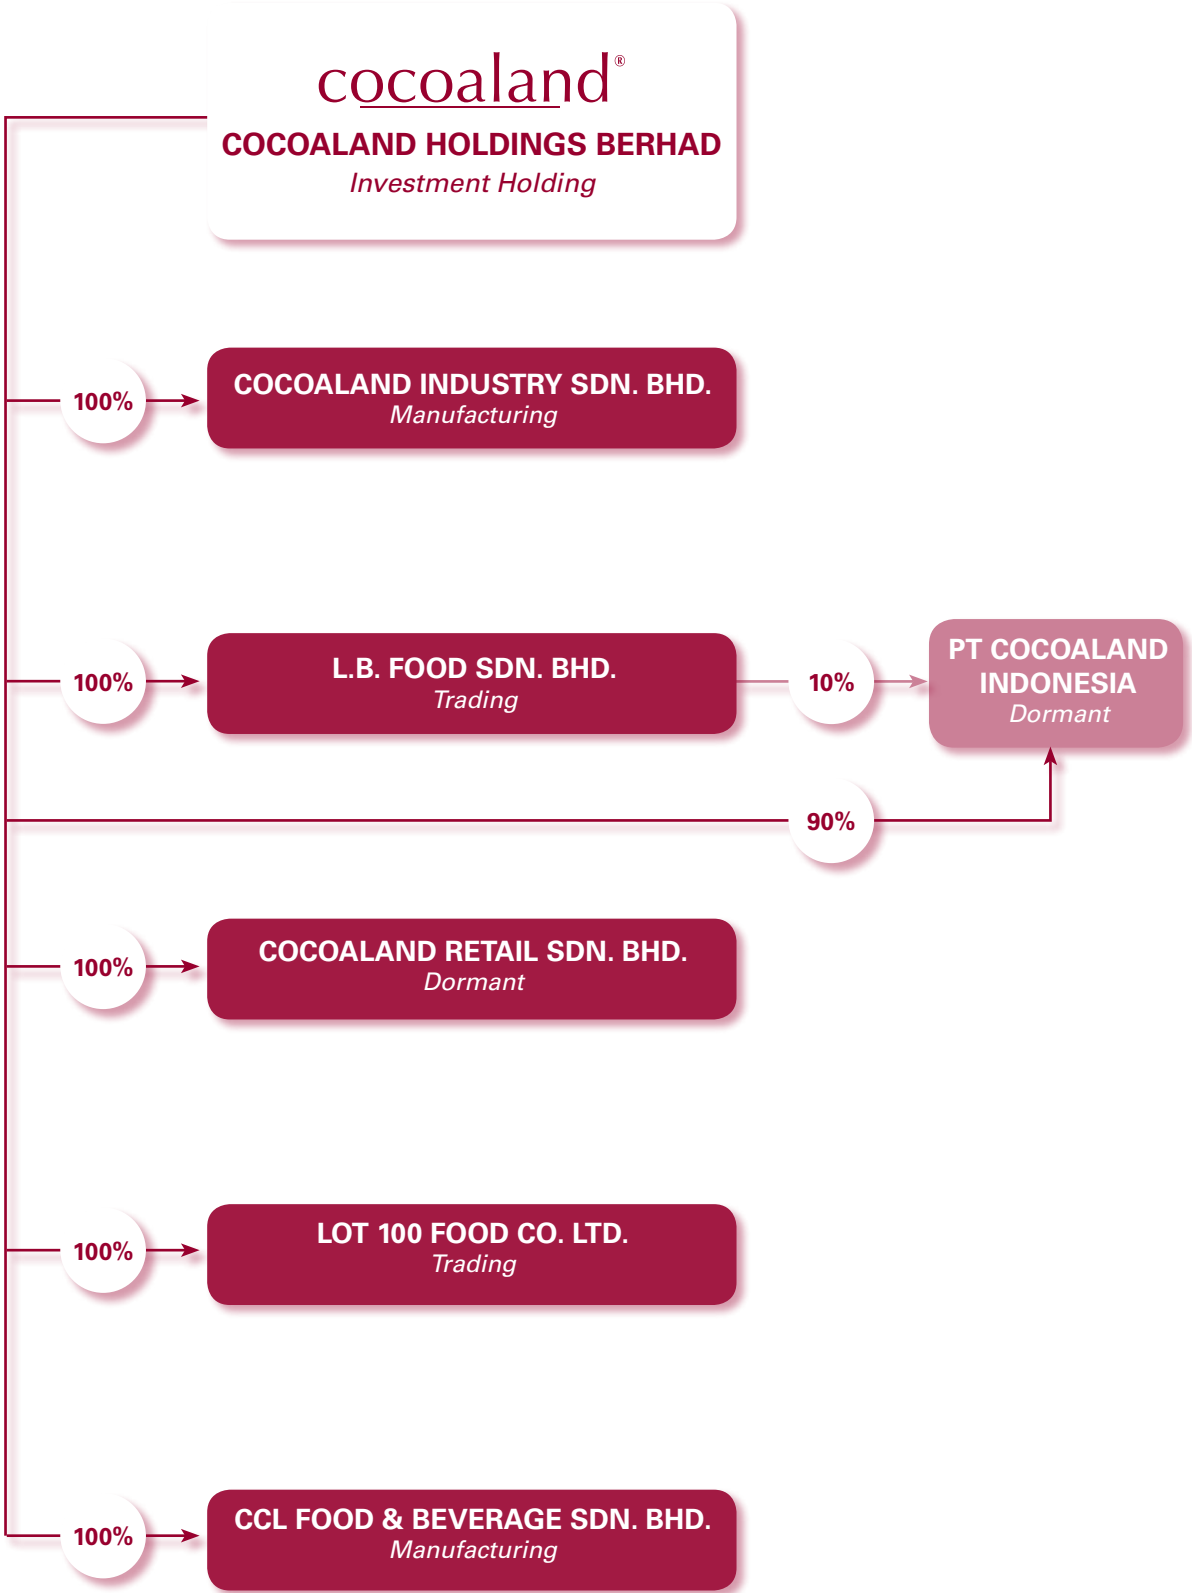 cocoaland®
COCOALAND HOLDINGS BERHAD
Investment Holding
100%
COCOALAND INDUSTRY SDN. BHD.
Manufacturing
100%
L.B. FOOD SDN. BHD.
Trading
10%
PT COCOALAND
INDONESIA
Dormant
90%
100%
COCOALAND RETAIL SDN. BHD.
Dormant
100%
LOT 100 FOOD CO. LTD.
Trading
100%
CCL FOOD & BEVERAGE SDN. BHD.
Manufacturing